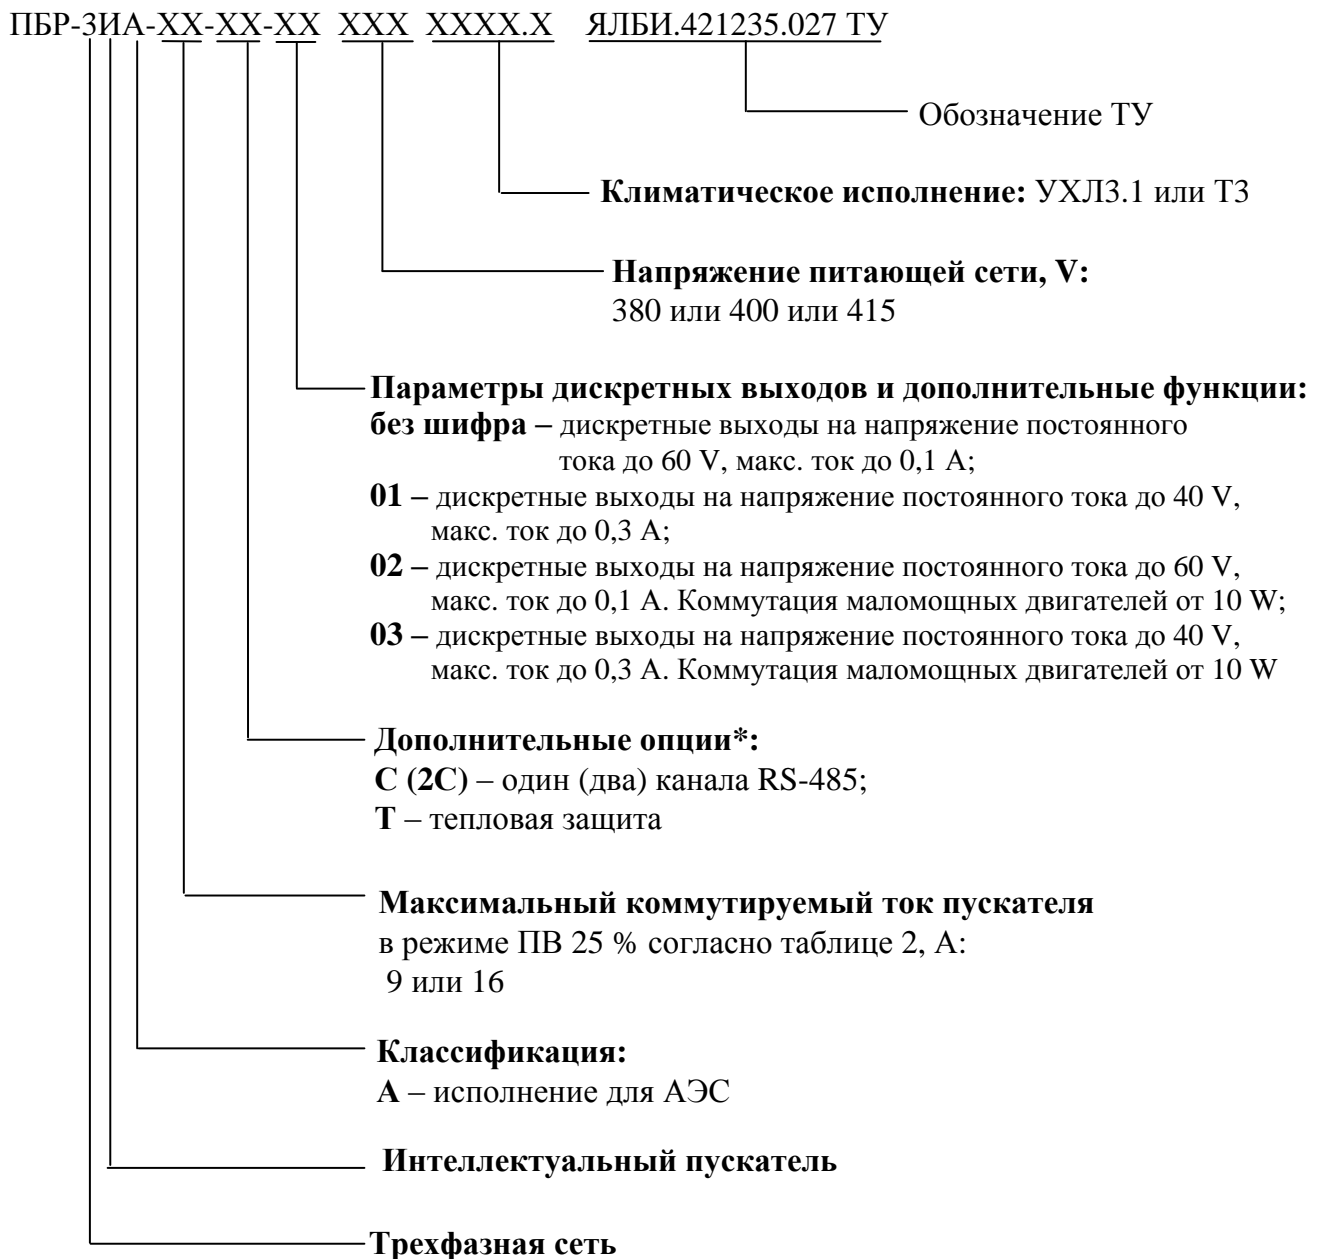 ПБР-3ИА-ХХ-ХХ-ХХ ХХХ ХХХХ.Х ЯЛБИ.421235.027 ТУ
Обозначение ТУ
Климатическое исполнение: УХЛ3.1 или Т3
Напряжение питающей сети, V:
380 или 400 или 415
Параметры дискретных выходов и дополнительные функции:
без шифра – дискретные выходы на напряжение постоянного
тока до 60 V, макс. ток до 0,1 А;
01 – дискретные выходы на напряжение постоянного тока до 40 V,
макс. ток до 0,3 А;
02 – дискретные выходы на напряжение постоянного тока до 60 V,
макс. ток до 0,1 А. Коммутация маломощных двигателей от 10 W;
03 – дискретные выходы на напряжение постоянного тока до 40 V,
макс. ток до 0,3 А. Коммутация маломощных двигателей от 10 W
Дополнительные опции*:
С (2С) – один (два) канала RS-485;
Т – тепловая защита
Максимальный коммутируемый ток пускателя
в режиме ПВ 25 % согласно таблице 2, А:
9 или 16
Классификация:
А – исполнение для АЭС
Интеллектуальный пускатель
Трехфазная сеть